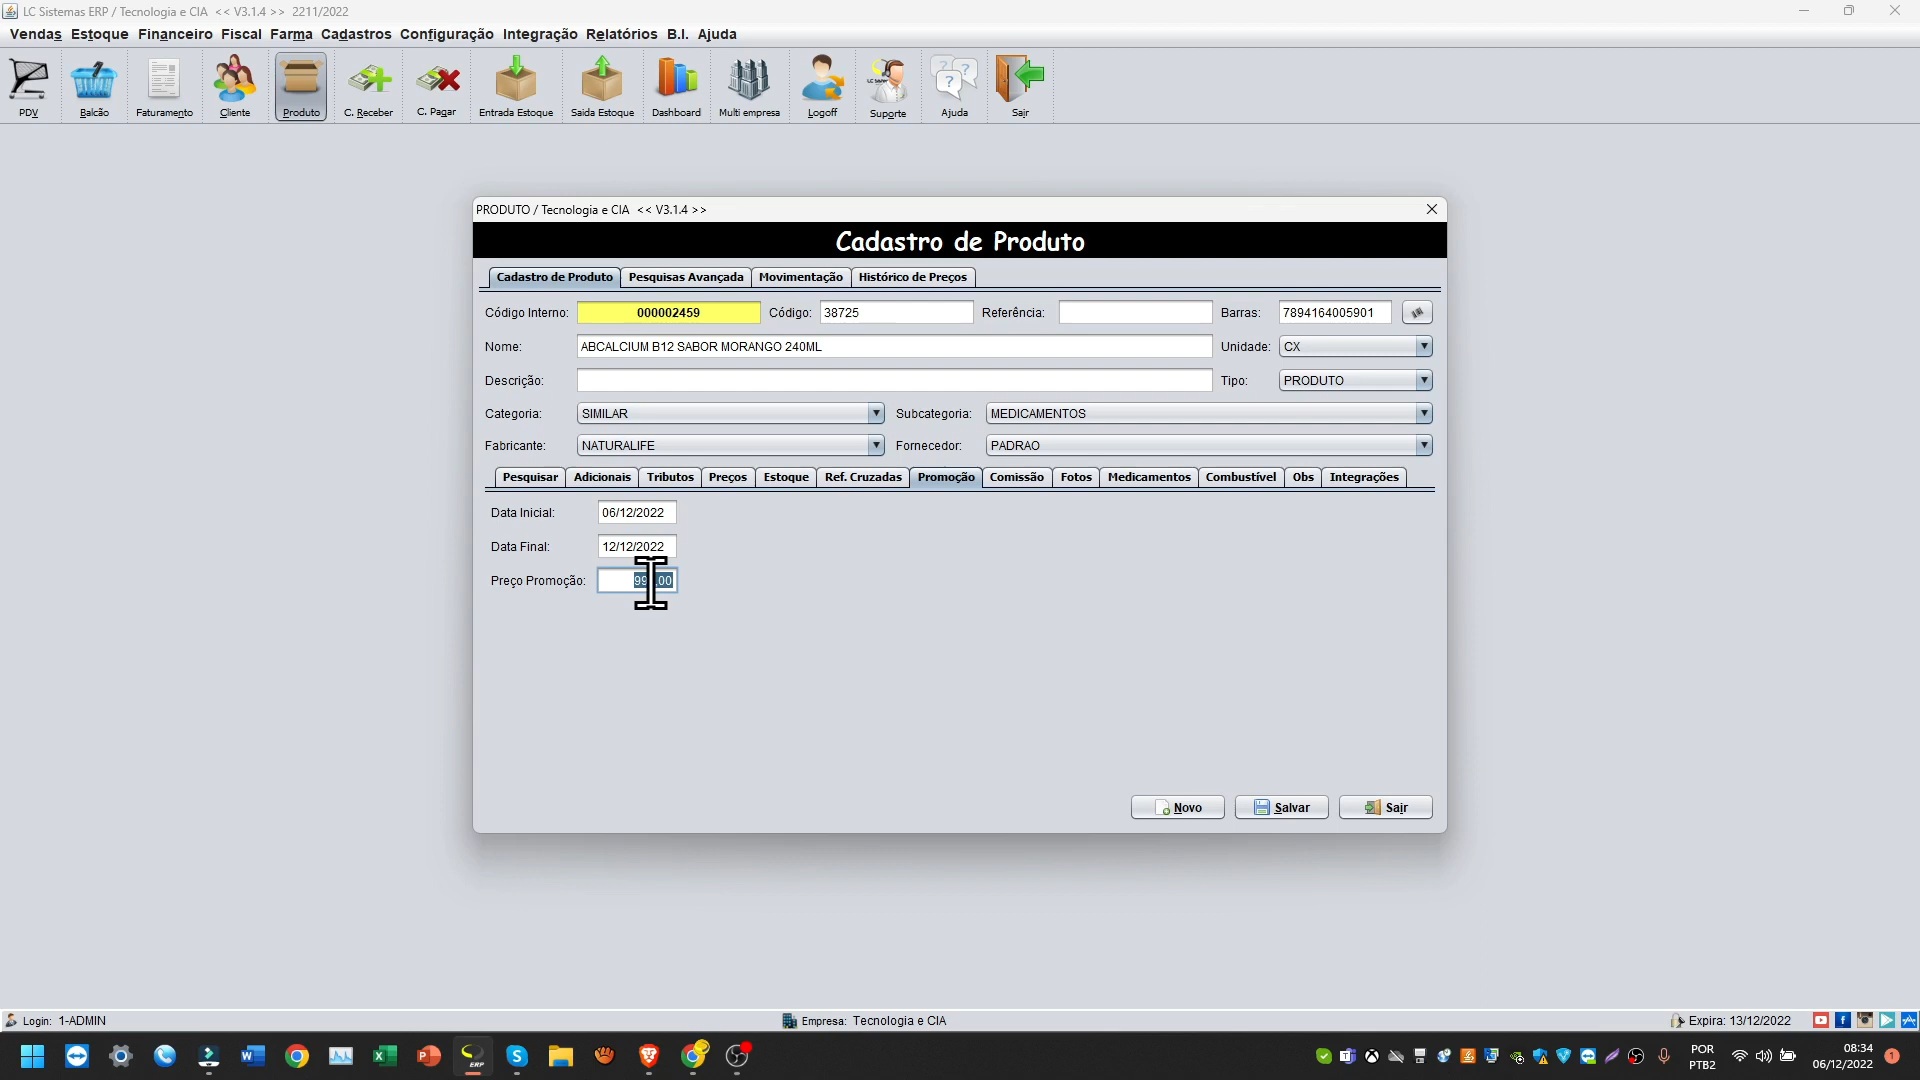 LC Sistemas ERP / Tecnologia e CIA << V3.1.4 >> 2211/2022
Vendas Estoque Financeiro Fiscal Farma Cadastros Configuração Integração Relatórios B.I. Ajuda
PDV Balcão Faturamento Cliente Produto C. Receber C. Pagar Entrada Estoque Saida Estoque Dashboard Multi empresa Logoff Suporte Ajuda Sair
PRODUTO / Tecnologia e CIA << V3.1.4 >>
Cadastro de Produto
Cadastro de Produto Pesquisas Avançada Movimentação Histórico de Preços
Código Interno: 000002459 Código: 38725 Referência: Barras: 7894164005901
Nome: ABCALCIUM B12 SABOR MORANGO 240ML Unidade: CX
Descrição: Tipo: PRODUTO
Categoria: SIMILAR Subcategoria: MEDICAMENTOS
Fabricante: NATURALIFE Fornecedor: PADRAO
Pesquisar Adicionais Tributos Preços Estoque Ref. Cruzadas Promoção Comissão Fotos Medicamentos Combustível Obs Integrações
Data Inicial: 06/12/2022
Data Final: 12/12/2022
Preço Promoção:
Novo Salvar Sair
Login: 1-ADMIN Empresa: Tecnologia e CIA Expira: 13/12/2022
POR 08:34
PTB2 06/12/2022 1